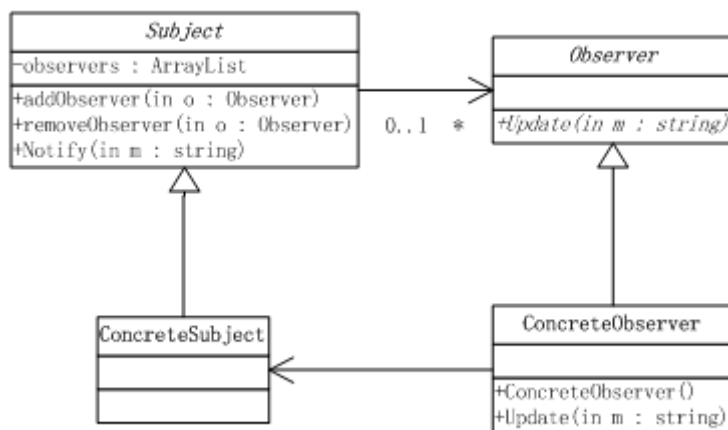 Subject
-observers : ArrayList
+addObserver(in o : Observer)
+removeObserver(in o : Observer)
+Notify(in m : string)
0..1 *
Observer
+Update(in m : string)
ConcreteSubject
ConcreteObserver
+ConcreteObserver()
+Update(in m : string)